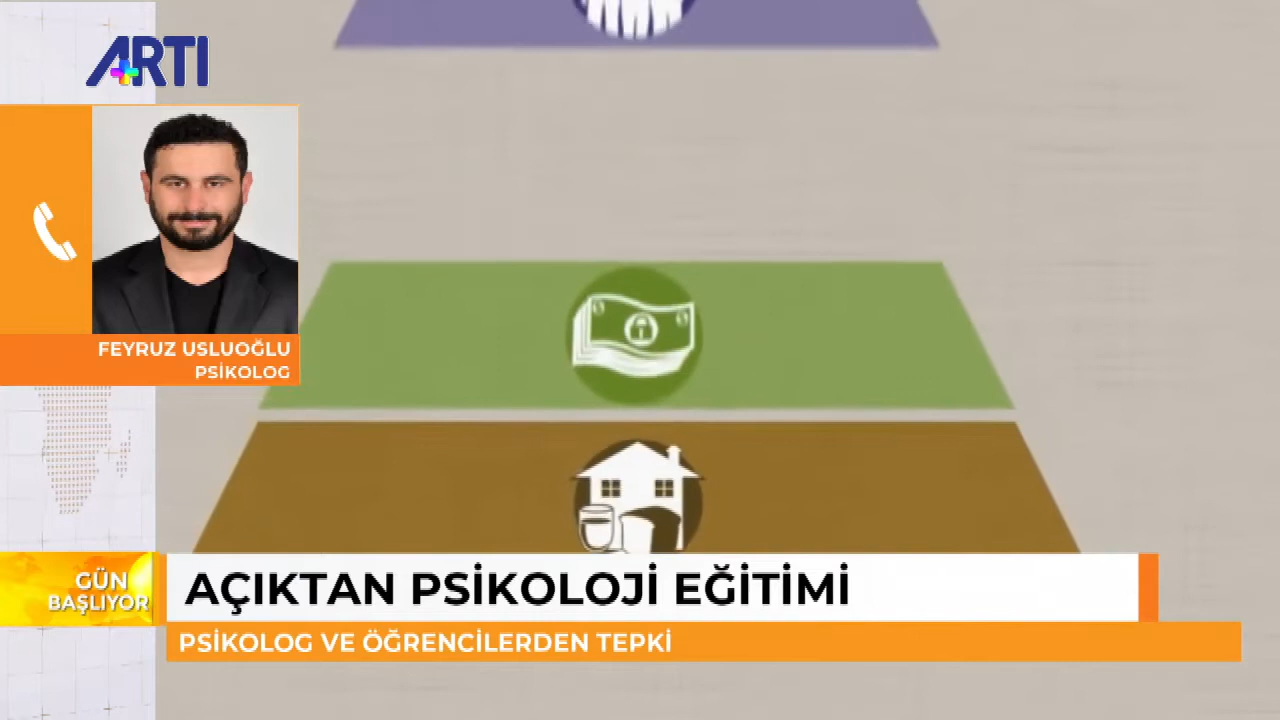 ARTI
FEYRUZ USLUOĞLU
PSİKOLOG
GÜN
BAŞLIYOR
AÇIKTAN PSİKOLOJİ EĞİTİMİ
PSİKOLOG VE ÖĞRENCİLERDEN TEPKİ